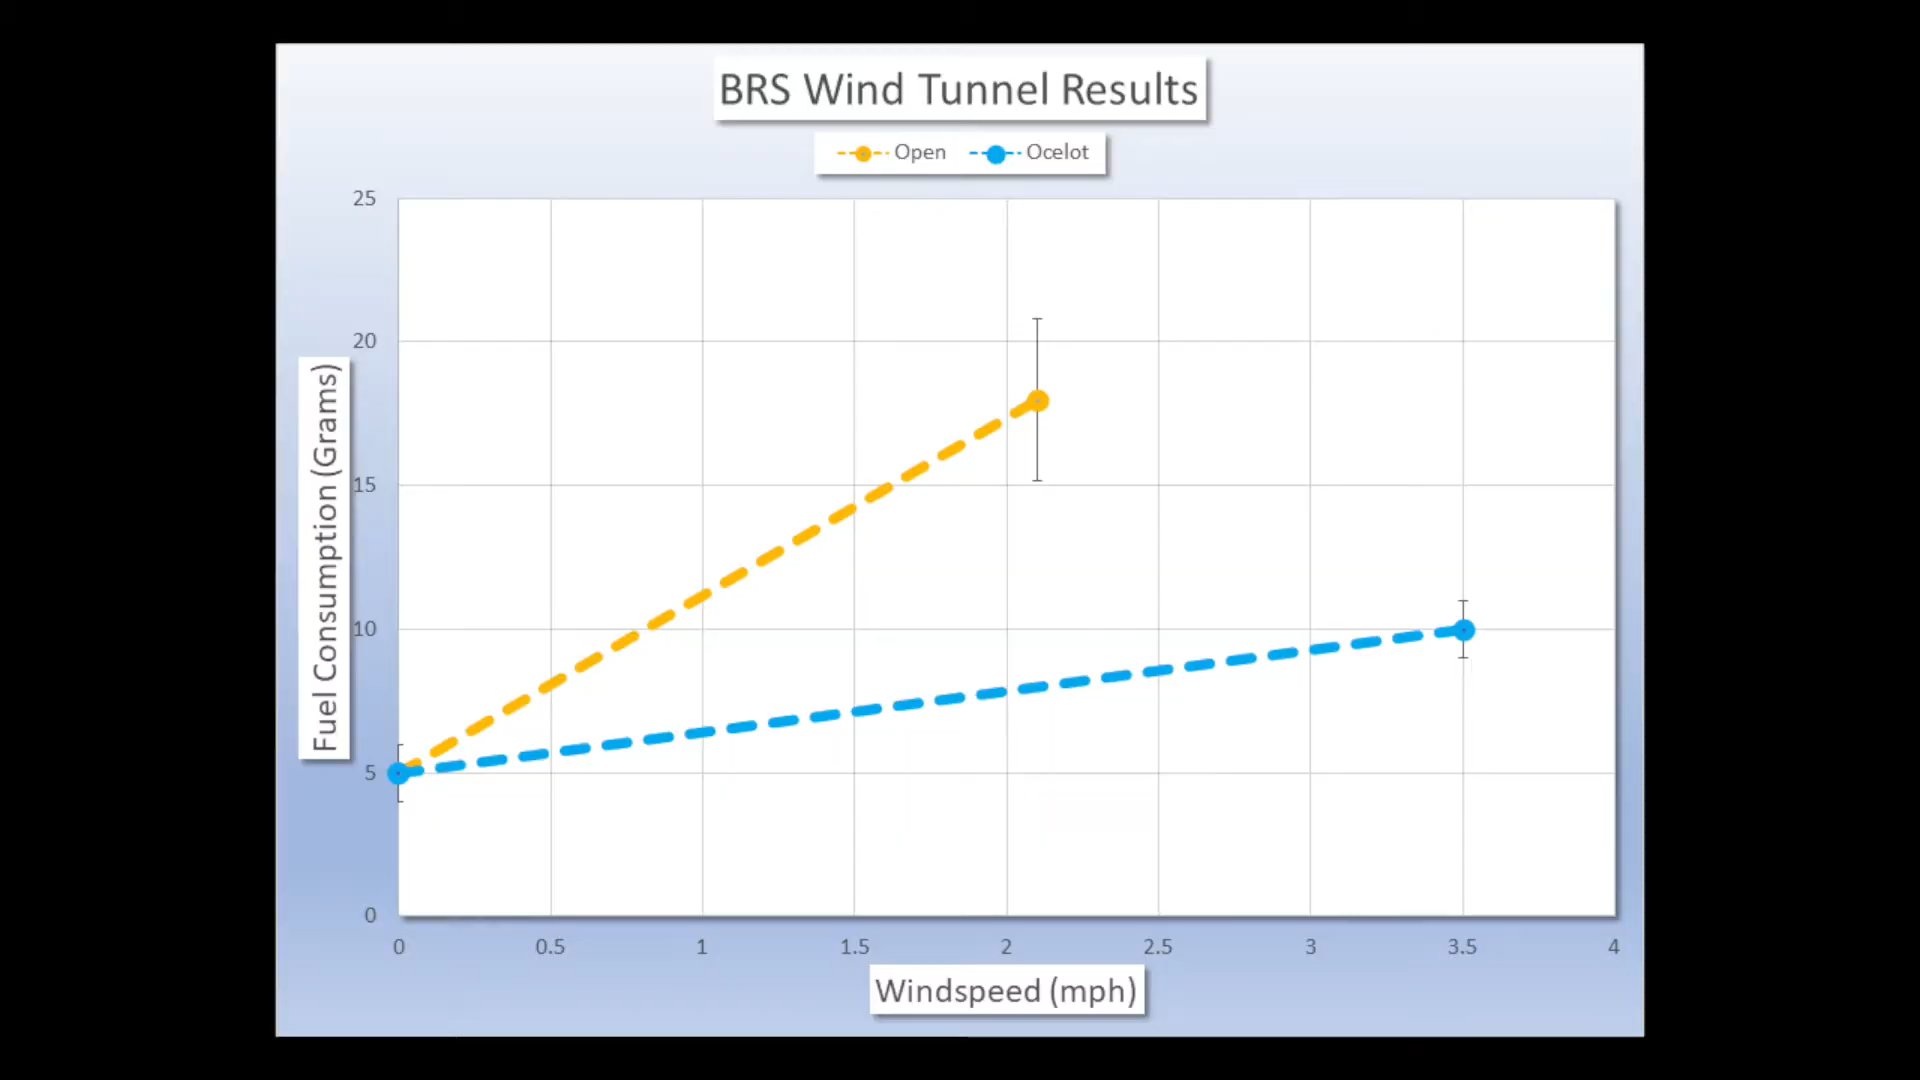 BRS Wind Tunnel Results
Open Ocelot
25
20
15
10
5
0
Fuel Consumption (Grams)
0 0.5 1 1.5 2 2.5 3 3.5 4
Windspeed (mph)